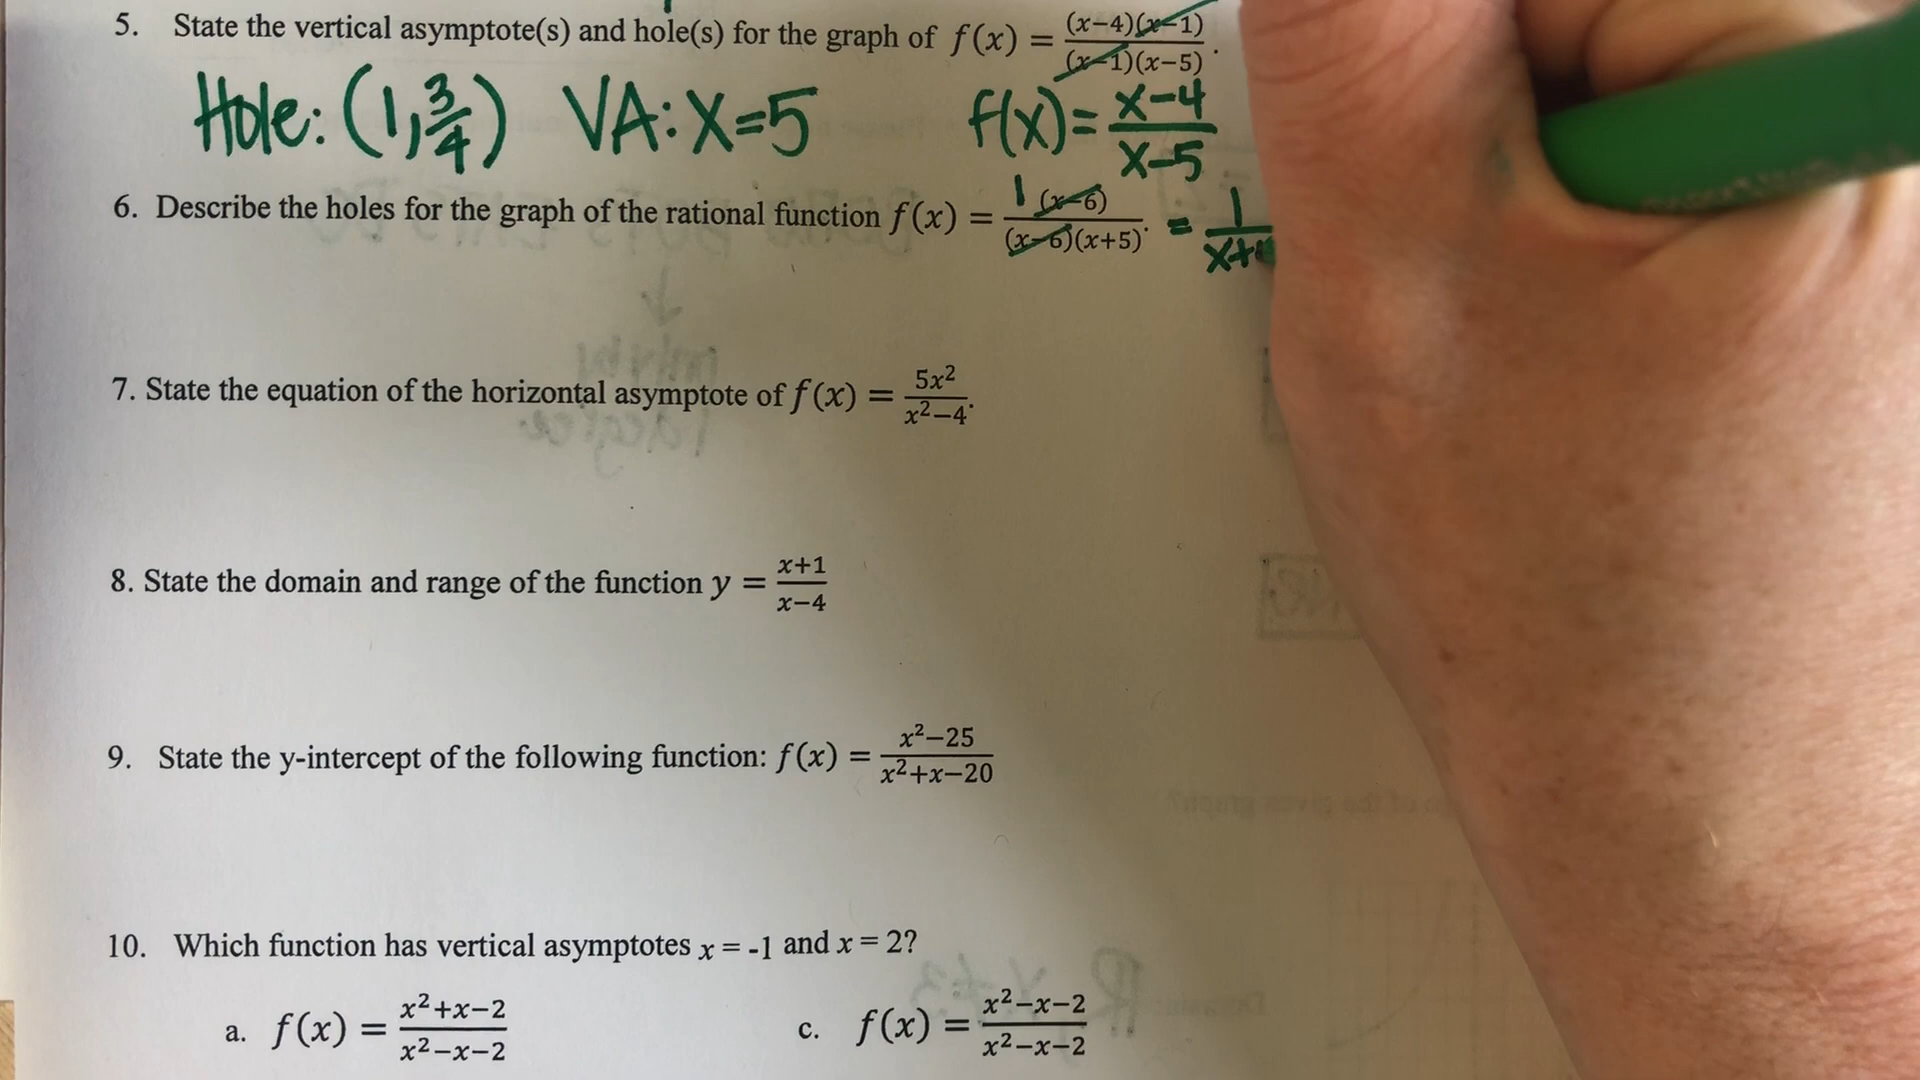 5. State the vertical asymptote(s) and hole(s) for the graph of f(x) = (x−4)(x−1)/(x−1)(x−5).
Hole: (1, 3/4) VA: X=5 f(x)= x−4/x−5
6. Describe the holes for the graph of the rational function f(x) = 1 (x−6)/(x−6)(x+5). = 1/x+
7. State the equation of the horizontal asymptote of f(x) = 5x²/x²−4.
8. State the domain and range of the function y = x+1/x−4
9. State the y-intercept of the following function: f(x) = x²−25/x²+x−20
10. Which function has vertical asymptotes x = -1 and x = 2?
a. f(x) = x²+x−2/x²−x−2 c. f(x) = x²−x−2/x²−x−2